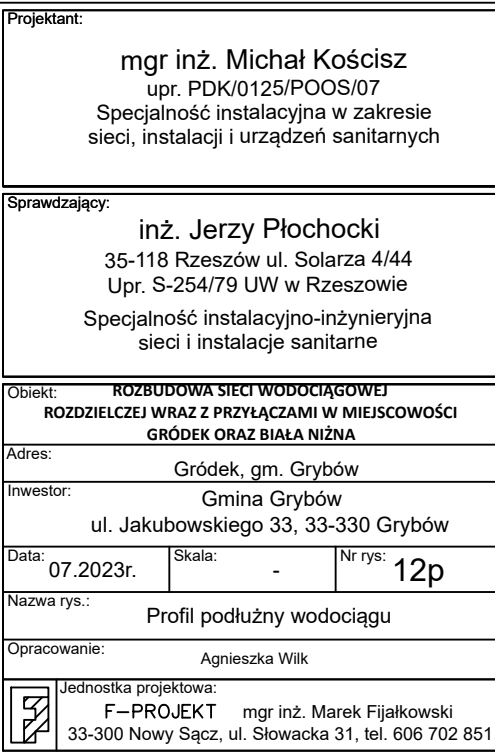 Projektant:
mgr inż. Michał Kościsz
upr. PDK/0125/POOS/07
Specjalność instalacyjna w zakresie
sieci, instalacji i urządzeń sanitarnych
Sprawdzający:
inż. Jerzy Płochocki
35-118 Rzeszów ul. Solarza 4/44
Upr. S-254/79 UW w Rzeszowie
Specjalność instalacyjno-inżynieryjna
sieci i instalacje sanitarne
Obiekt: ROZBUDOWA SIECI WODOCIĄGOWEJ
ROZDZIELCZEJ WRAZ Z PRZYŁĄCZAMI W MIEJSCOWOŚCI
GRÓDEK ORAZ BIAŁA NIŻNA
Adres:
Gródek, gm. Grybów
Inwestor:
Gmina Grybów
ul. Jakubowskiego 33, 33-330 Grybów
Data: 07.2023r. Skala: - Nr rys: 12p
Nazwa rys.:
Profil podłużny wodociągu
Opracowanie:
Agnieszka Wilk
Jednostka projektowa:
F-PROJEKT mgr inż. Marek Fijałkowski
33-300 Nowy Sącz, ul. Słowacka 31, tel. 606 702 851